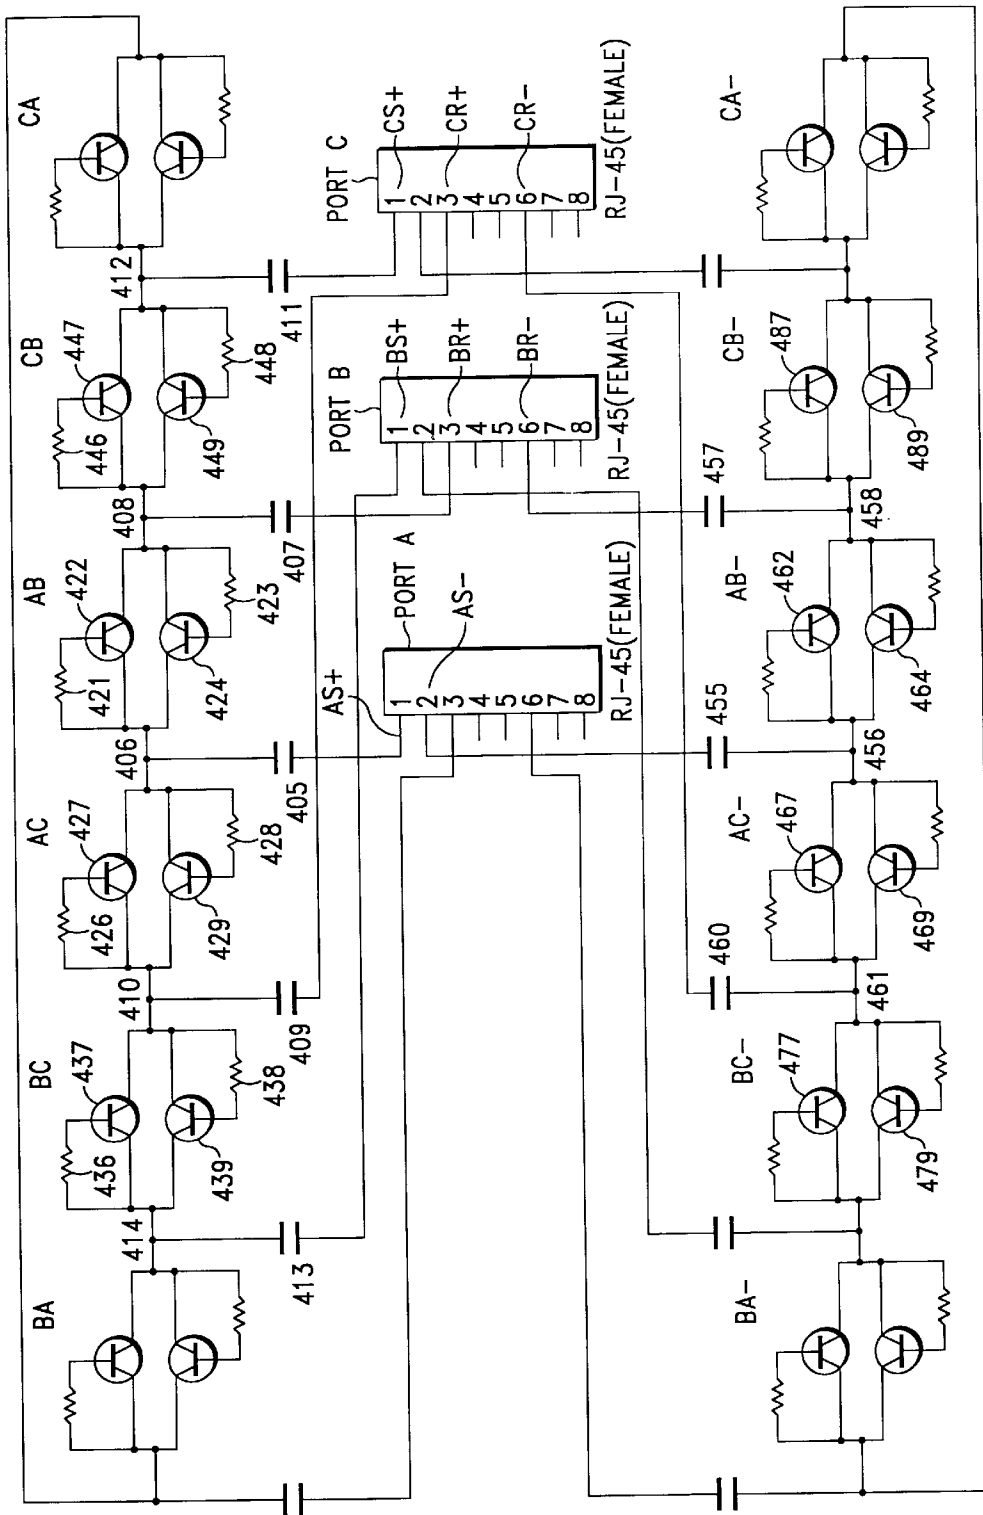 BA
BC
AC
AB
CB
CA
436
437
426
427
421
422
446
447
414
439
438
410
429
428
406
424
423
408
449
448
412
413
409
405
407
411
AS+
PORT A
PORT B
PORT C
1
2
3
4
5
6
7
8
AS-
RJ-45(FEMALE)
1
2
3
4
5
6
7
8
BS+
BR+
BR-
RJ-45(FEMALE)
1
2
3
4
5
6
7
8
CS+
CR+
CR-
RJ-45(FEMALE)
460
455
457
BA-
BC-
AC-
AB-
CB-
CA-
477
467
462
487
479
461
469
456
464
458
489